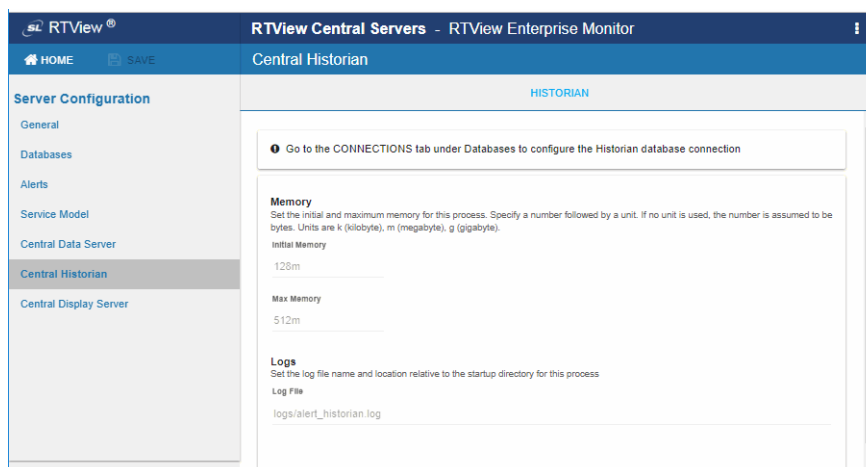 SL RTView ®
RTView Central Servers - RTView Enterprise Monitor
HOME SAVE
Central Historian
Server Configuration
General
Databases
Alerts
Service Model
Central Data Server
Central Historian
Central Display Server
HISTORIAN
Go to the CONNECTIONS tab under Databases to configure the Historian database connection
Memory
Set the initial and maximum memory for this process. Specify a number followed by a unit. If no unit is used, the number is assumed to be
bytes. Units are k (kilobyte), m (megabyte), g (gigabyte).
Initial Memory
128m
Max Memory
512m
Logs
Set the log file name and location relative to the startup directory for this process
Log File
logs/alert_historian.log